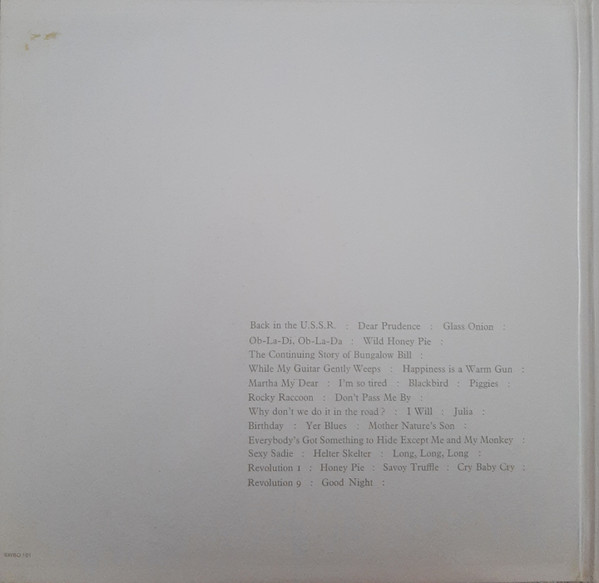 Back in the U.S.S.R. : Dear Prudence : Glass Onion :
Ob-La-Di, Ob-La-Da : Wild Honey Pie :
The Continuing Story of Bungalow Bill :
While My Guitar Gently Weeps : Happiness is a Warm Gun :
Martha My Dear : I'm so tired : Blackbird : Piggies :
Rocky Raccoon : Don't Pass Me By :
Why don't we do it in the road? : I Will : Julia :
Birthday : Yer Blues : Mother Nature's Son :
Everybody's Got Something to Hide Except Me and My Monkey :
Sexy Sadie : Helter Skelter : Long, Long, Long :
Revolution 1 : Honey Pie : Savoy Truffle : Cry Baby Cry :
Revolution 9 : Good Night :